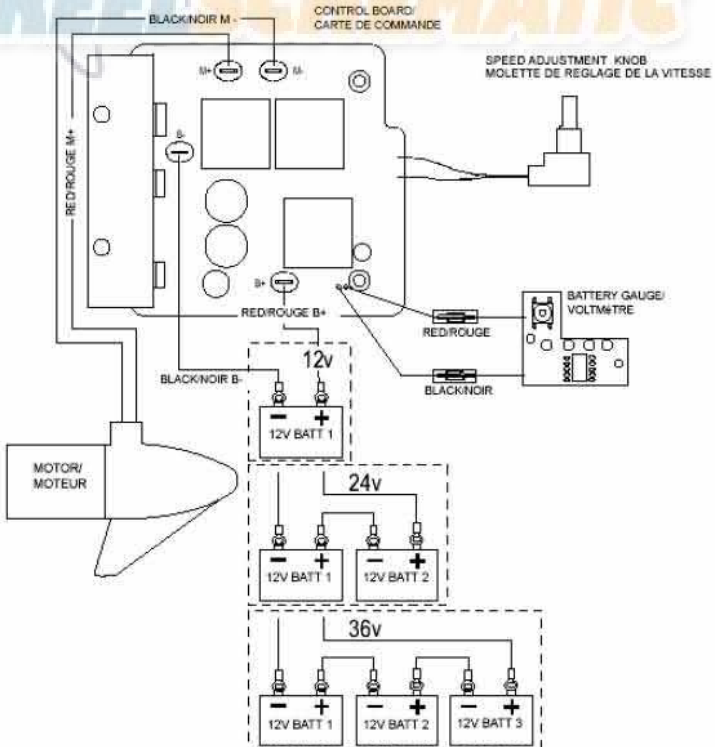 REEL SCHEMATIC
BLACK/NOIR M -
CONTROL BOARD/
CARTE DE COMMANDE
SPEED ADJUSTMENT KNOB
MOLETTE DE REGLAGE DE LA VITESSE
M+
M-
RED/ROUGE M+
B-
B+
RED/ROUGE B+
BATTERY GAUGE/
VOLTMèTRE
RED/ROUGE
BLACK/NOIR
BLACK/NOIR B-
12v
- +
12V BATT 1
MOTOR/
MOTEUR
24v
- + - +
12V BATT 1 12V BATT 2
36v
- + - + - +
12V BATT 1 12V BATT 2 12V BATT 3